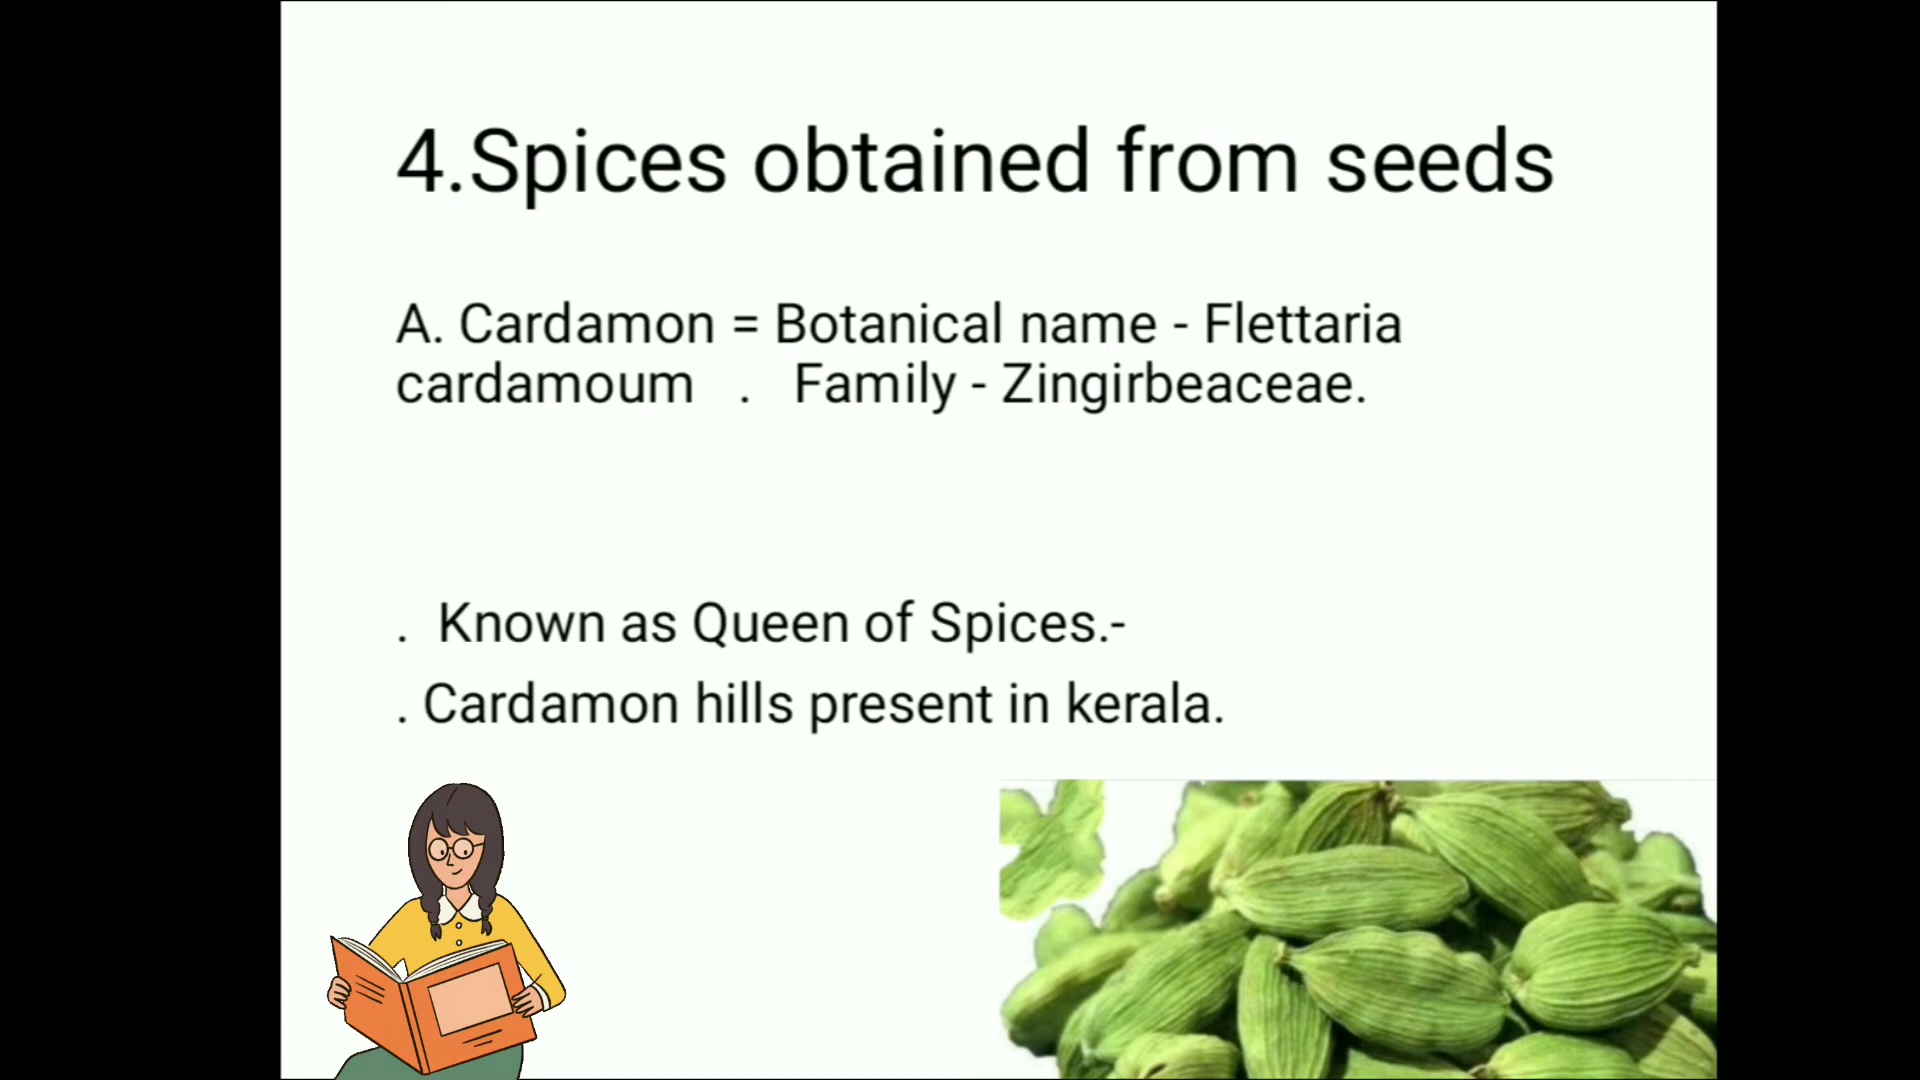 4.Spices obtained from seeds
A. Cardamon = Botanical name - Flettaria
cardamoum . Family - Zingirbeaceae.
. Known as Queen of Spices.-
. Cardamon hills present in kerala.